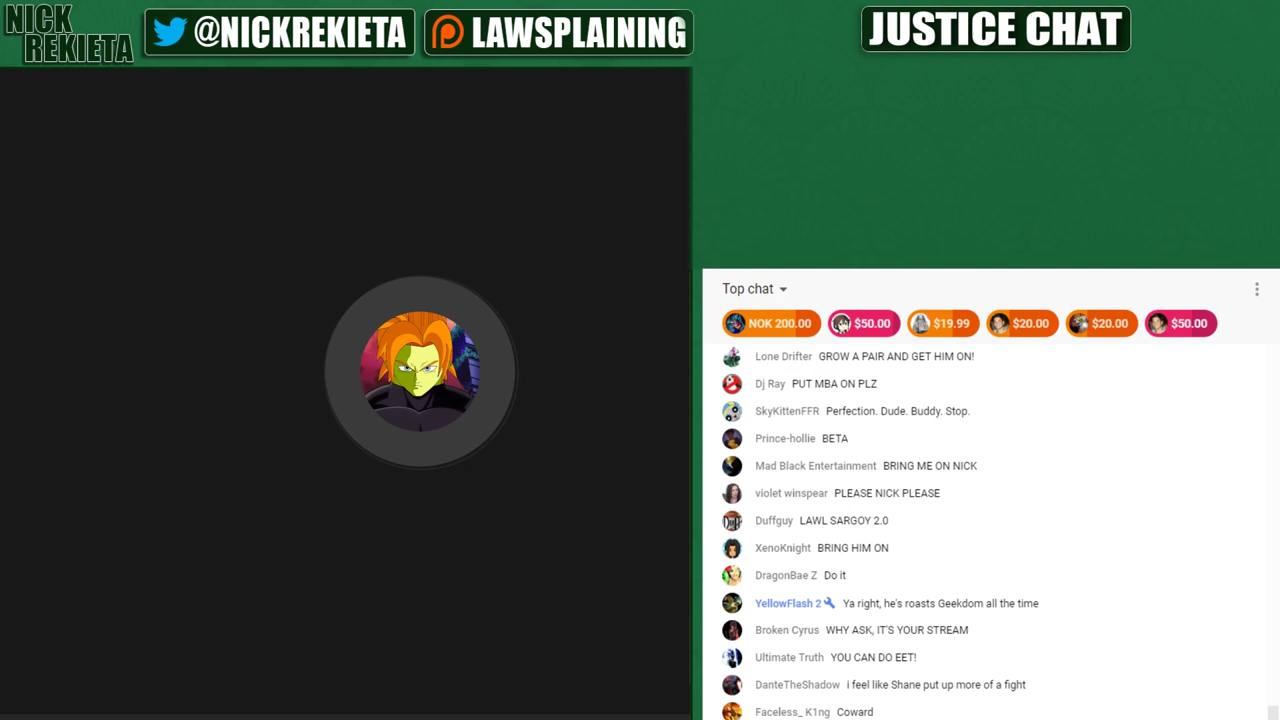 NICK
REKIETA
@NICKREKIETA
LAWSPLAINING
JUSTICE CHAT
Top chat
NOK 200.00
$50.00
$19.99
$20.00
$20.00
$50.00
Lone Drifter GROW A PAIR AND GET HIM ON!
Dj Ray PUT MBA ON PLZ
SkyKittenFFR Perfection. Dude. Buddy. Stop.
Prince-hollie BETA
Mad Black Entertainment BRING ME ON NICK
violet winspear PLEASE NICK PLEASE
Duffguy LAWL SARGOY 2.0
XenoKnight BRING HIM ON
DragonBae Z Do it
YellowFlash 2 Ya right, he's roasts Geekdom all the time
Broken Cyrus WHY ASK, IT'S YOUR STREAM
Ultimate Truth YOU CAN DO EET!
DanteTheShadow i feel like Shane put up more of a fight
Faceless_ K1ng Coward